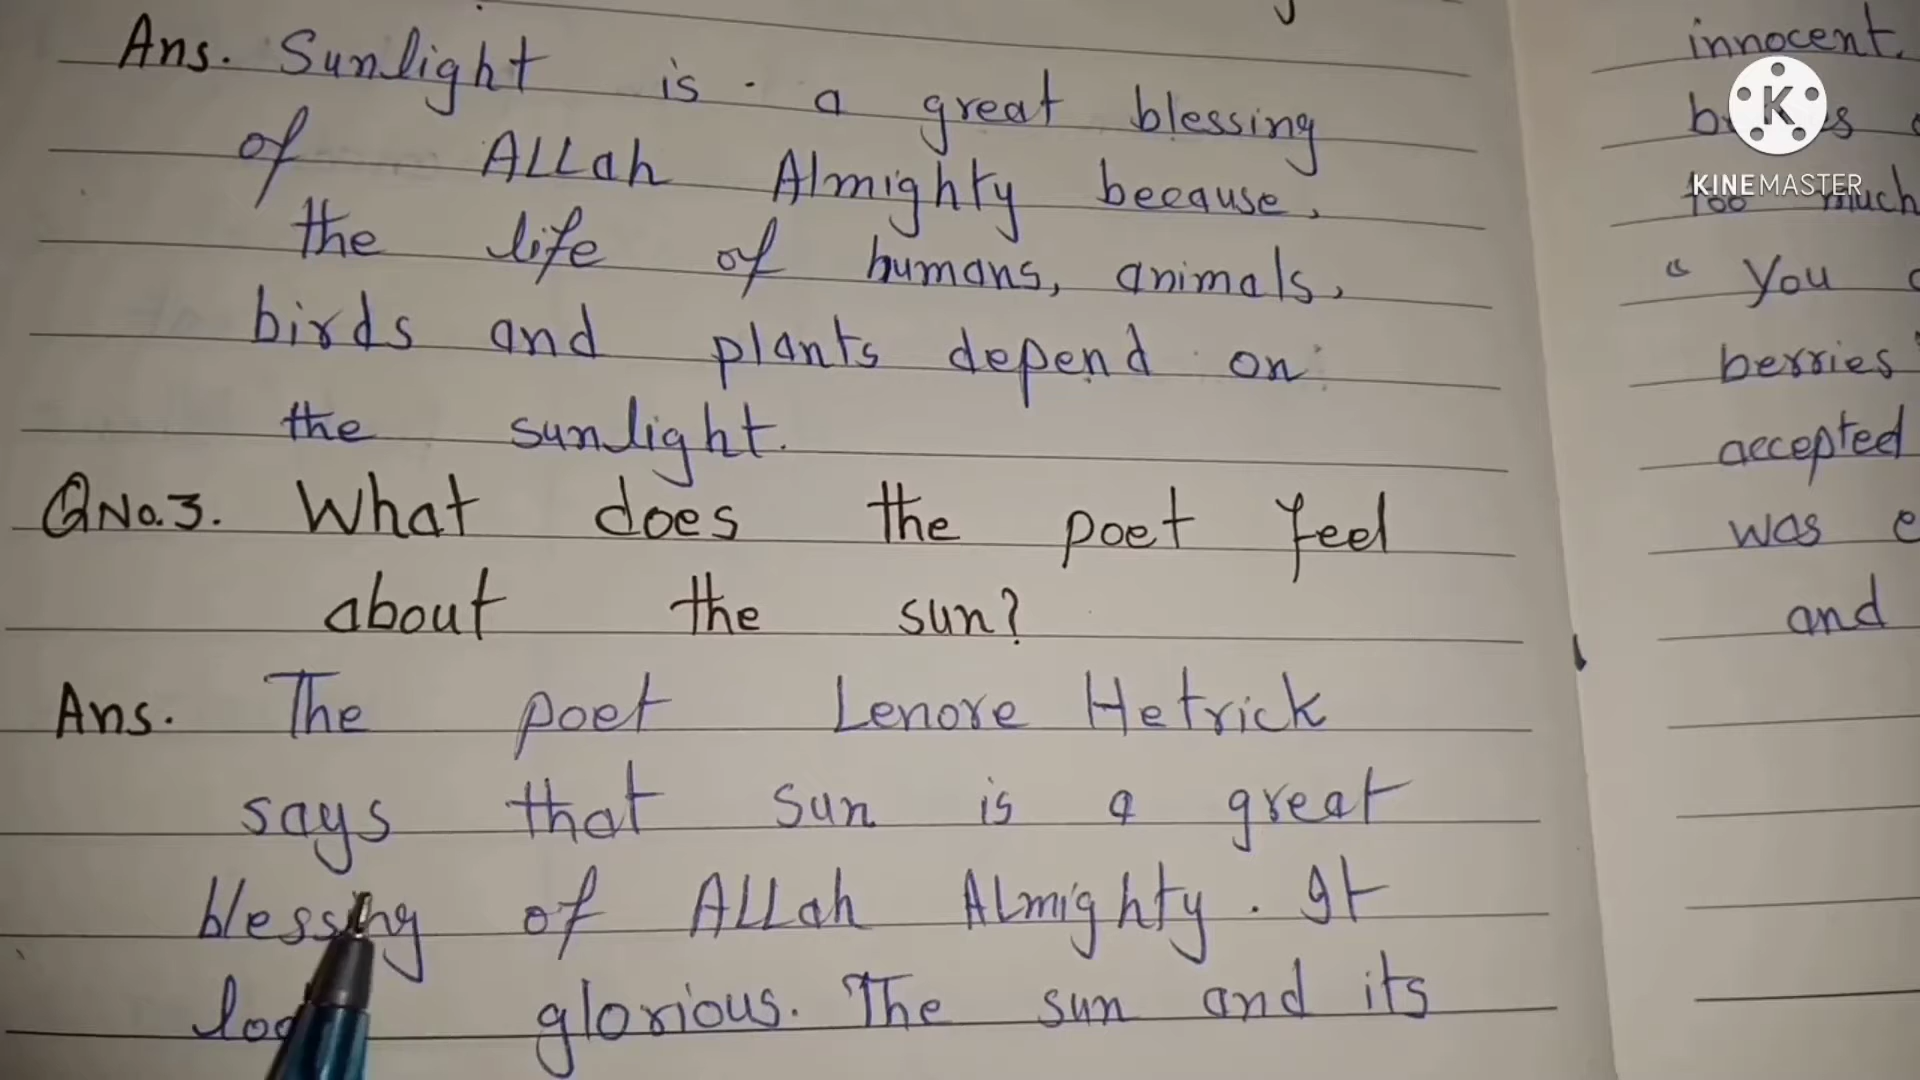 Ans. Sunlight is a great blessing
of ALLah Almighty because,
the life of humans, animals,
birds and plants depend on
the sunlight.
QNo.3. What does the poet feel
about the sun?
Ans. The poet Lenore Hetrick
says that sun is a great
blessing of ALLah ALmighty. It
glorious. The sun and its
innocent.
too much
" You
berries
accepted
was
and
KINEMASTER